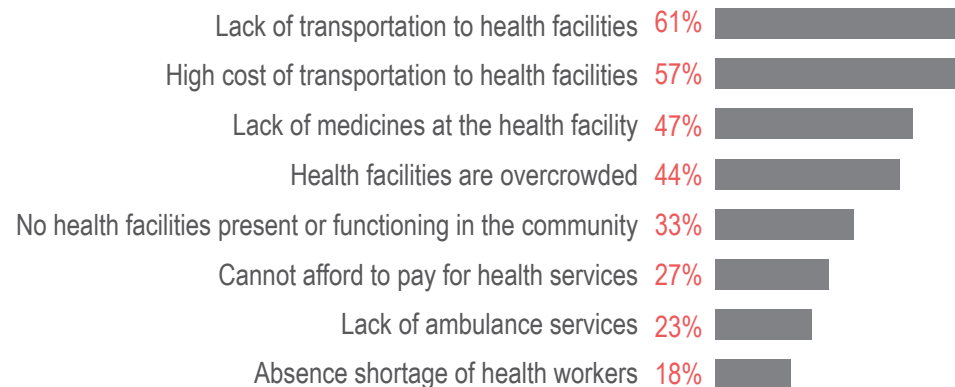 Lack of transportation to health facilities 61%
High cost of transportation to health facilities 57%
Lack of medicines at the health facility 47%
Health facilities are overcrowded 44%
No health facilities present or functioning in the community 33%
Cannot afford to pay for health services 27%
Lack of ambulance services 23%
Absence shortage of health workers 18%